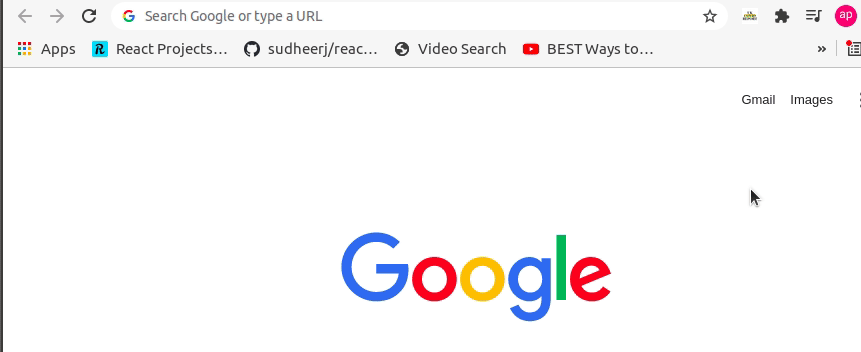 Search Google or type a URL
ap
Apps React Projects… sudheerj/reac… Video Search BEST Ways to… »
Gmail Images
Google